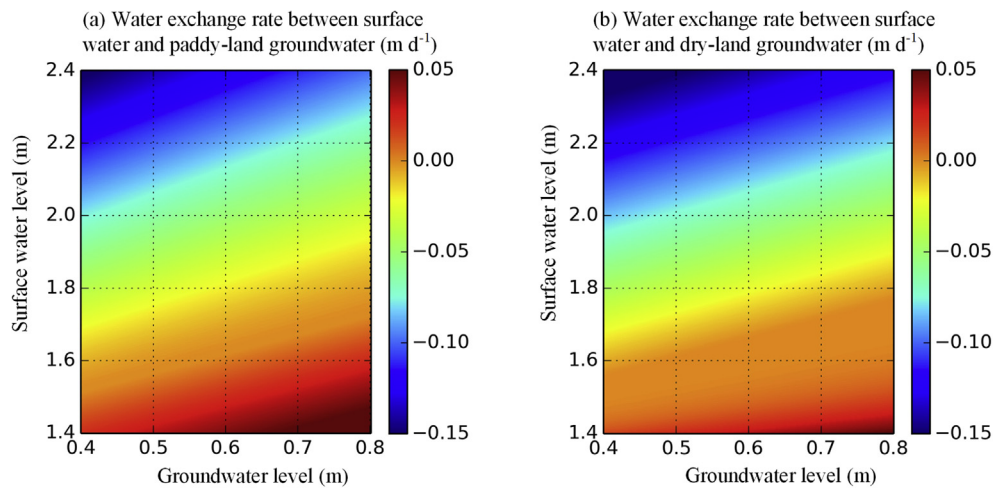 (a) Water exchange rate between surface
water and paddy-land groundwater (m d⁻¹)
2.4
2.2
2.0
1.8
1.6
1.4
Surface water level (m)
0.4 0.5 0.6 0.7 0.8
Groundwater level (m)
0.05
0.00
−0.05
−0.10
−0.15
(b) Water exchange rate between surface
water and dry-land groundwater (m d⁻¹)
2.4
2.2
2.0
1.8
1.6
1.4
Surface water level (m)
0.4 0.5 0.6 0.7 0.8
Groundwater level (m)
0.05
0.00
−0.05
−0.10
−0.15